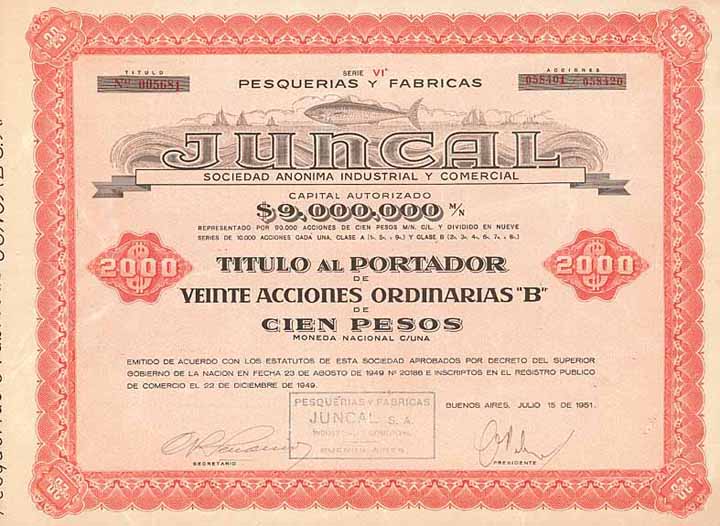 TITULO
Nº 005684
SERIE VIª
ACCIONES
058401 / 058420
PESQUERIAS Y FABRICAS
JUNCAL
SOCIEDAD ANONIMA INDUSTRIAL Y COMERCIAL
CAPITAL AUTORIZADO
$9.000.000 M/N
REPRESENTADO POR 90.000 ACCIONES DE CIEN PESOS M/N. C/L. Y DIVIDIDO EN NUEVE
SERIES DE 10.000 ACCIONES CADA UNA, CLASE A (1ª, 5ª, 9ª) Y CLASE B (2ª, 3ª, 4ª, 6ª, 7ª, 8ª)
2000
TITULO AL PORTADOR
2000
DE
VEINTE ACCIONES ORDINARIAS "B"
DE
CIEN PESOS
MONEDA NACIONAL C/UNA
EMITIDO DE ACUERDO CON LOS ESTATUTOS DE ESTA SOCIEDAD APROBADOS POR DECRETO DEL SUPERIOR
GOBIERNO DE LA NACION EN FECHA 23 DE AGOSTO DE 1949 Nº 20186 E INSCRIPTOS EN EL REGISTRO PUBLICO
DE COMERCIO EL 22 DE DICIEMBRE DE 1949.
PESQUERIAS Y FABRICAS
JUNCAL S. A.
INDUSTRIAL Y COMERCIAL
BUENOS AIRES
BUENOS AIRES, JULIO 15 DE 1951.
SECRETARIO
PRESIDENTE